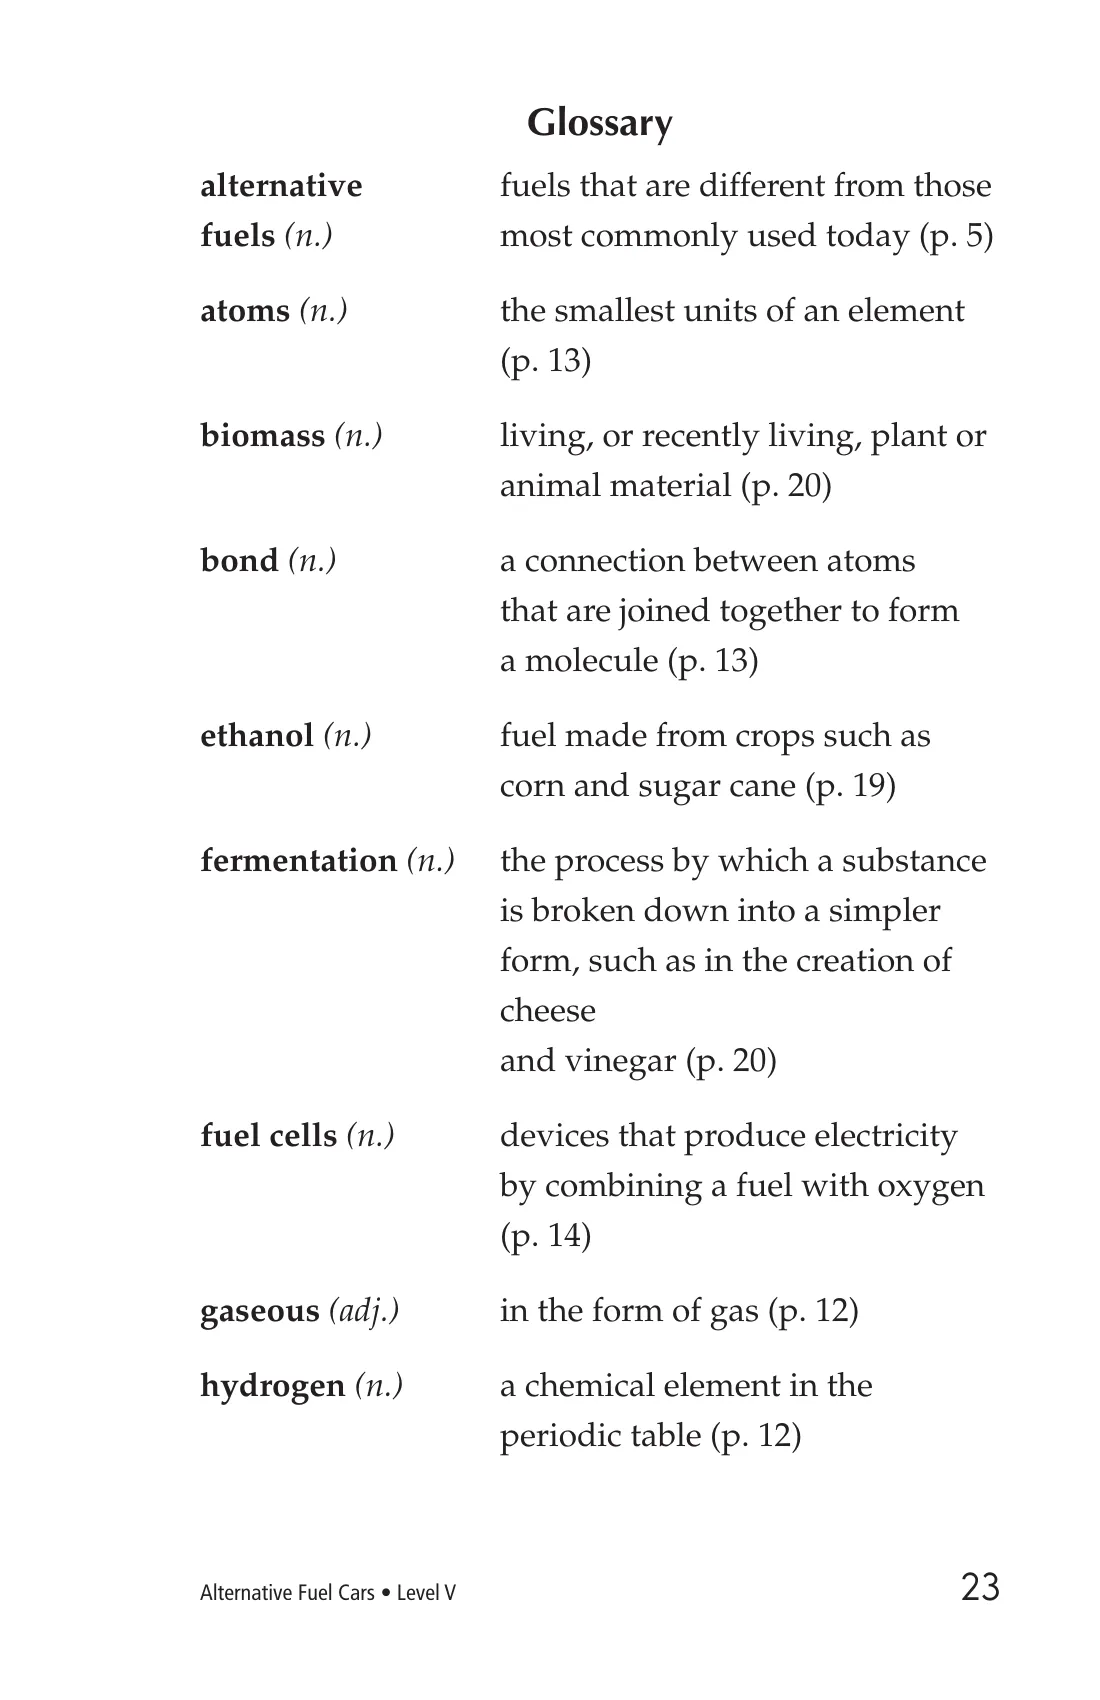 Glossary
alternative fuels that are different from those
fuels (n.) most commonly used today (p. 5)
atoms (n.) the smallest units of an element
(p. 13)
biomass (n.) living, or recently living, plant or
animal material (p. 20)
bond (n.) a connection between atoms
that are joined together to form
a molecule (p. 13)
ethanol (n.) fuel made from crops such as
corn and sugar cane (p. 19)
fermentation (n.) the process by which a substance
is broken down into a simpler
form, such as in the creation of
cheese
and vinegar (p. 20)
fuel cells (n.) devices that produce electricity
by combining a fuel with oxygen
(p. 14)
gaseous (adj.) in the form of gas (p. 12)
hydrogen (n.) a chemical element in the
periodic table (p. 12)
Alternative Fuel Cars • Level V 23